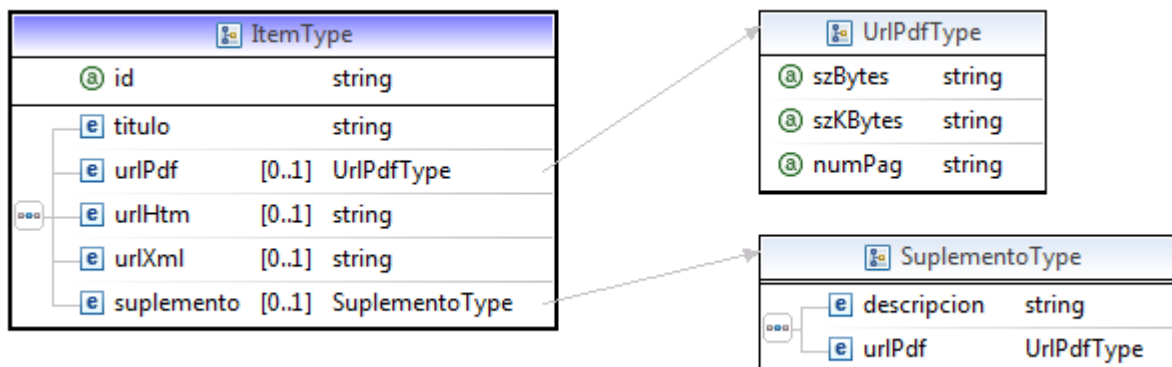 ItemType
a id string
e titulo string
e urlPdf [0..1] UrlPdfType
e urlHtm [0..1] string
e urlXml [0..1] string
e suplemento [0..1] SuplementoType
UrlPdfType
a szBytes string
a szKBytes string
a numPag string
SuplementoType
e descripcion string
e urlPdf UrlPdfType